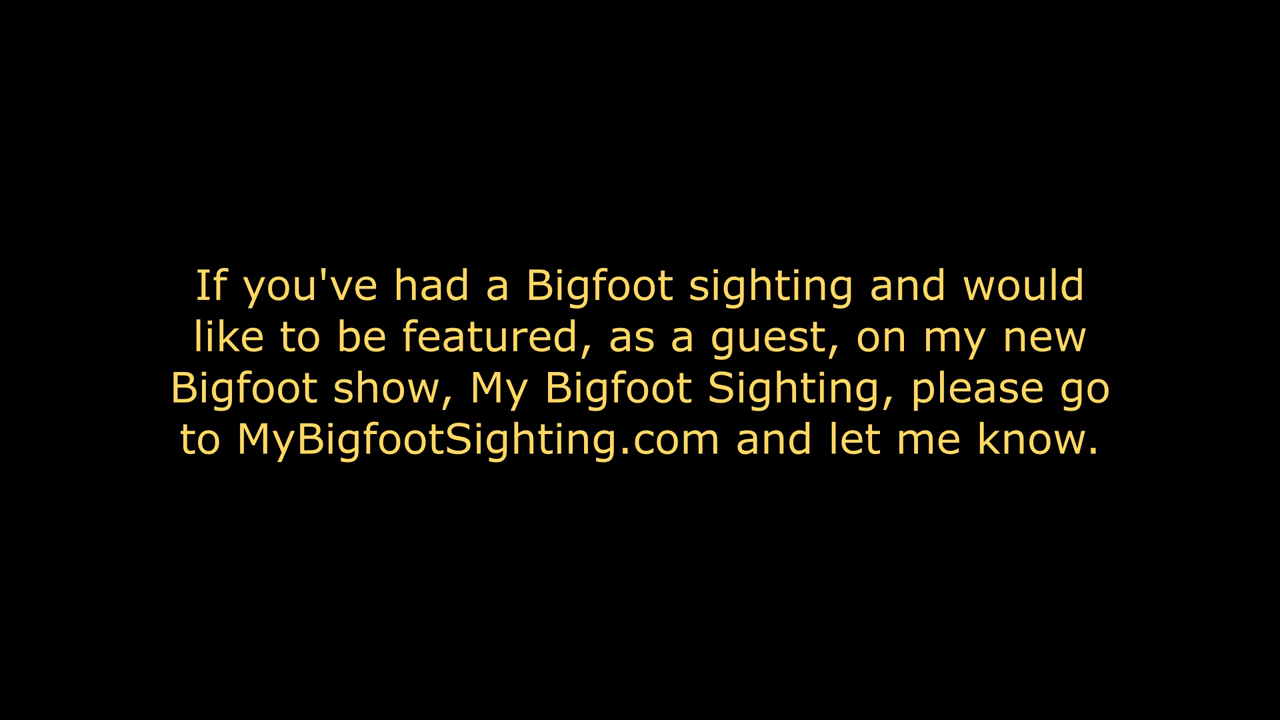 If you've had a Bigfoot sighting and would
like to be featured, as a guest, on my new
Bigfoot show, My Bigfoot Sighting, please go
to MyBigfootSighting.com and let me know.